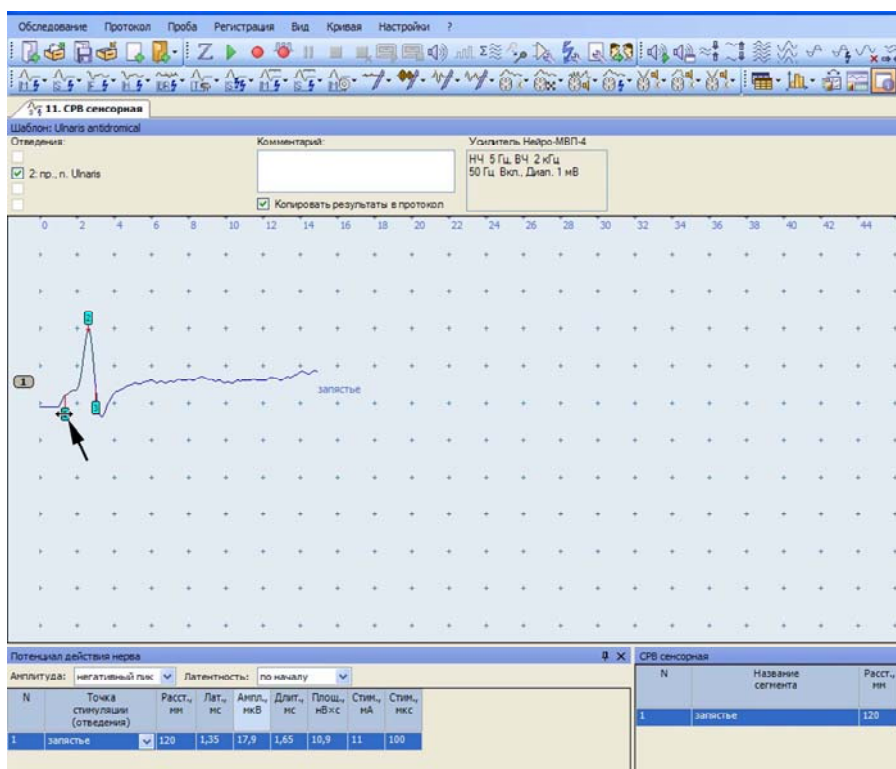 Обследование Протокол Проба Регистрация Вид Кривая Настройки ?
11. СРВ сенсорная
Шаблон: Ulnaris antidromical
Отведения: Комментарий: Усилитель Нейро-МВП-4
НЧ 5 Гц, ВЧ 2 кГц
2: пр., n. Ulnaris
50 Гц Вкл., Диап. 1 мВ
Копировать результаты в протокол
0 2 4 6 8 10 12 14 16 18 20 22 24 26 28 30 32 34 36 38 40 42 44
1
запястье
Потенциал действия нерва СРВ сенсорная
Амплитуда: негативный пик Латентность: по началу
N Точка стимуляции (отведения) Расст., мм Лат., мс Ампл., мкВ Длит., мс Площ., нВ×с Стим., мА Стим., мкс
1 запястье 120 1,35 17,9 1,65 10,9 11 100
N Название сегмента Расст., мм
1 запястье 120